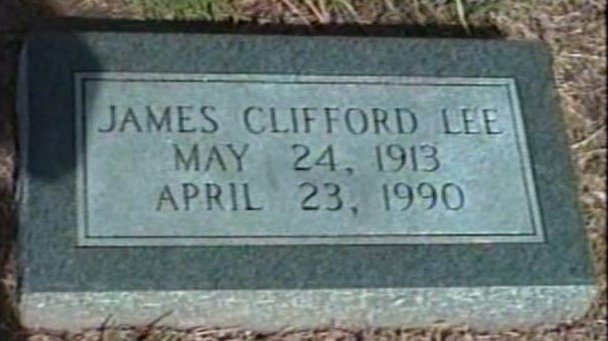 JAMES CLIFFORD LEE
MAY 24, 1913
APRIL 23, 1990